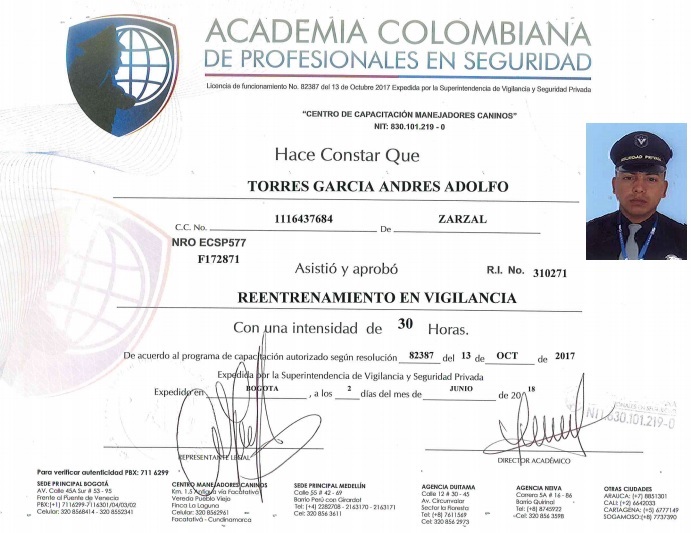 ACADEMIA COLOMBIANA
DE PROFESIONALES EN SEGURIDAD
Licencia de funcionamiento No. 82387 del 13 de Octubre 2017 Expedida por la Superintendencia de Vigilancia y Seguridad Privada
"CENTRO DE CAPACITACIÓN MANEJADORES CANINOS"
NIT: 830.101.219 - 0
Hace Constar Que
TORRES GARCIA ANDRES ADOLFO
C.C. No. 1116437684 De ZARZAL
NRO ECSP577
F172871
Asistió y aprobó R.I. No. 310271
REENTRENAMIENTO EN VIGILANCIA
Con una intensidad de 30 Horas.
De acuerdo al programa de capacitación autorizado según resolución 82387 del 13 de OCT de 2017
Expedida por la Superintendencia de Vigilancia y Seguridad Privada
Expedido en BOGOTA , a los 2 días del mes de JUNIO de 20 18
NIT.830.101.219-0
REPRESENTANTE LEGAL
DIRECTOR ACADÉMICO
Para verificar autenticidad PBX: 711 6299
SEDE PRINCIPAL BOGOTÁ
AV. Calle 45A Sur # 53 - 95
Frente al Puente de Venecia
PBX:(+1) 7116299-7116301/04/03/02
Celular: 320 8568414 - 320 8552341
CENTRO MANEJADORES CANINOS
Km. 1.5 Antigua vía Facatativa
Vereda Pueblo Viejo
Finca La Laguna
Celular: 320 8562961
Facatativá - Cundinamarca
SEDE PRINCIPAL MEDELLÍN
Calle 55 # 42 - 69
Barrio Perú con Girardot
Tel: (+4) 2282708 - 2163170 - 2163171
Cel: 320 856 3611
AGENCIA DUITAMA
Calle 12 # 30 - 45
Av. Circunvalar
Sector la Floresta
Tel: (+8) 7611569
Cel: 320 856 2973
AGENCIA NEIVA
Carrera 5A # 16 - 86
Barrio Quirinal
Tel: (+8) 8745922
Cel: 320 856 3598
OTRAS CIUDADES
ARAUCA: (+7) 8851301
CALI: (+2) 6642033
CARTAGENA: (+5) 6777149
SOGAMOSO:(+8) 7737390